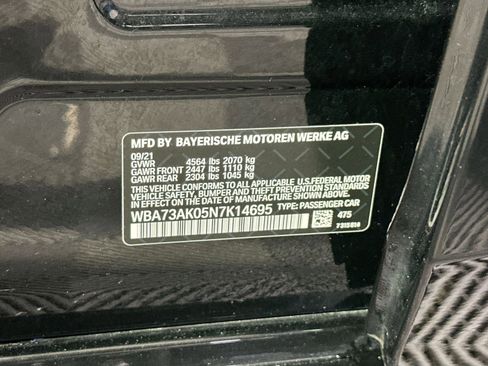 MFD BY BAYERISCHE MOTOREN WERKE AG
09/21
GVWR 4564 lbs 2070 kg
GAWR FRONT 2447 lbs 1110 kg
GAWR REAR 2304 lbs 1045 kg
THIS VEHICLE CONFORMS TO ALL APPLICABLE U.S. FEDERAL MOTOR
VEHICLE SAFETY, BUMPER AND THEFT PREVENTION STANDARDS
IN EFFECT ON THE DATE OF MANUFACTURE SHOWN ABOVE.
WBA73AK05N7K14695 TYPE: PASSENGER CAR
475